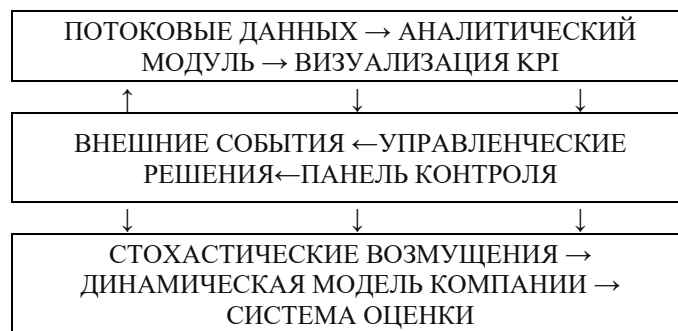 ПОТОКОВЫЕ ДАННЫХ → АНАЛИТИЧЕСКИЙ
МОДУЛЬ → ВИЗУАЛИЗАЦИЯ KPI
↑ ↓ ↓
ВНЕШНИЕ СОБЫТИЯ ←УПРАВЛЕНЧЕСКИЕ
РЕШЕНИЯ←ПАНЕЛЬ КОНТРОЛЯ
↓ ↓ ↓
СТОХАСТИЧЕСКИЕ ВОЗМУЩЕНИЯ →
ДИНАМИЧЕСКАЯ МОДЕЛЬ КОМПАНИИ →
СИСТЕМА ОЦЕНКИ